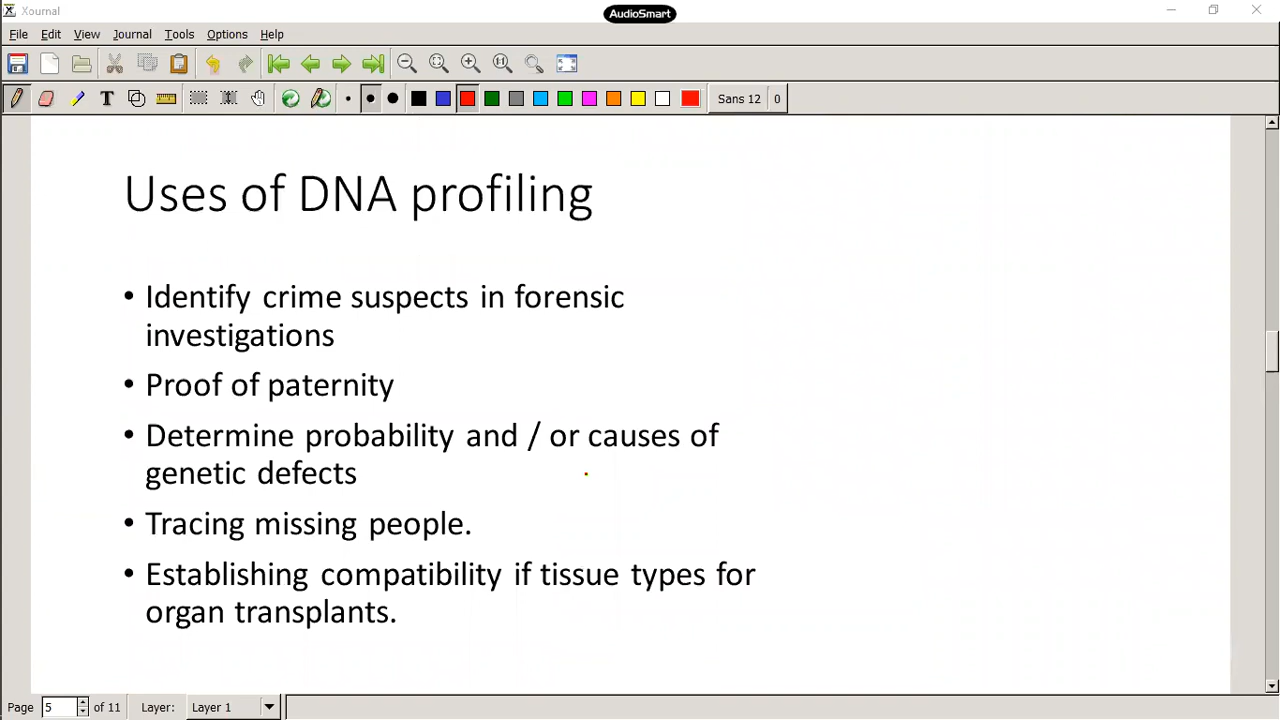 Xournal
AudioSmart
File Edit View Journal Tools Options Help
Sans 12 0
Uses of DNA profiling
• Identify crime suspects in forensic
investigations
• Proof of paternity
• Determine probability and / or causes of
genetic defects
• Tracing missing people.
• Establishing compatibility if tissue types for
organ transplants.
Page 5 of 11 Layer: Layer 1